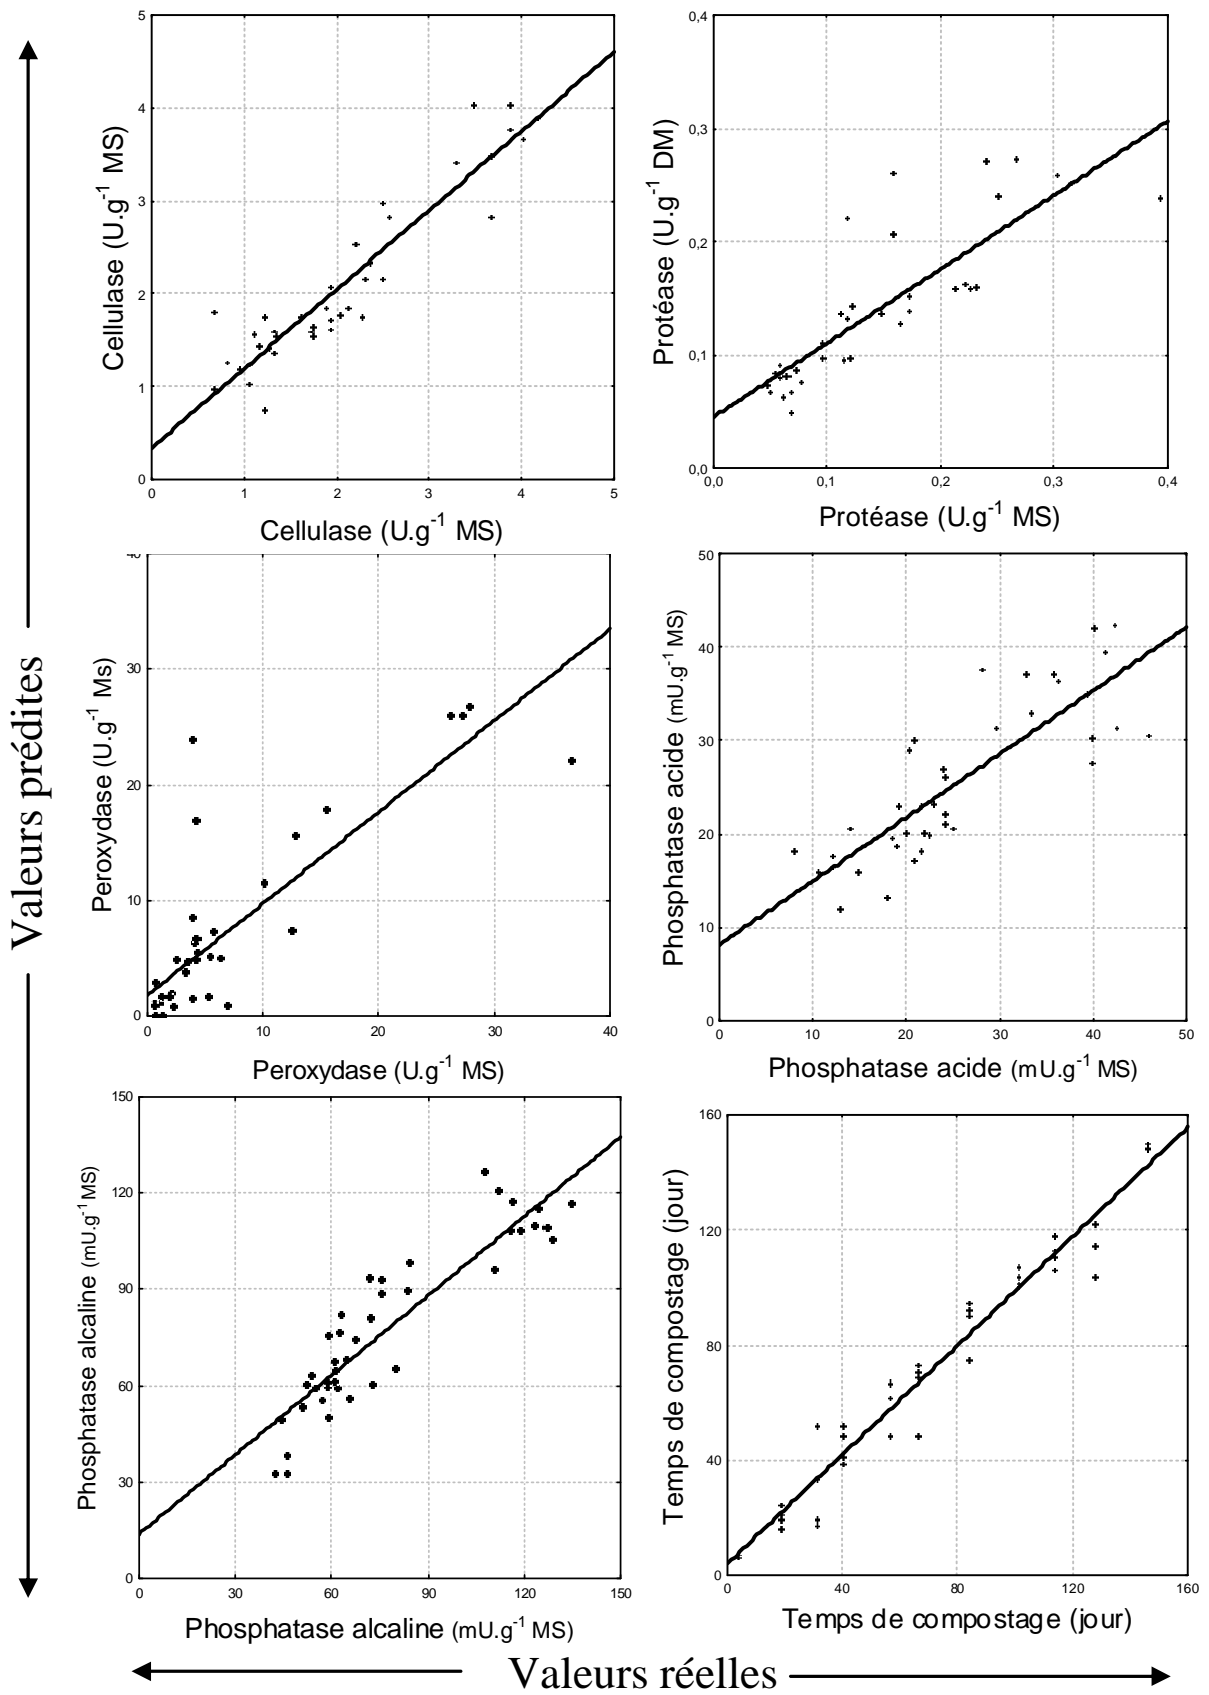 Valeurs prédites
5
4
3
2
1
0
Cellulase (U.g⁻¹ MS)
0 1 2 3 4 5
Cellulase (U.g⁻¹ MS)
0,4
0,3
0,2
0,1
0,0
Protéase (U.g⁻¹ DM)
0,0 0,1 0,2 0,3 0,4
Protéase (U.g⁻¹ MS)
40
30
20
10
0
Peroxydase (U.g⁻¹ Ms)
0 10 20 30 40
Peroxydase (U.g⁻¹ MS)
50
40
30
20
10
0
Phosphatase acide (mU.g⁻¹ MS)
0 10 20 30 40 50
Phosphatase acide (mU.g⁻¹ MS)
150
120
90
60
30
0
Phosphatase alcaline (mU.g⁻¹ MS)
0 30 60 90 120 150
Phosphatase alcaline (mU.g⁻¹ MS)
160
120
80
40
0
Temps de compostage (jour)
0 40 80 120 160
Temps de compostage (jour)
Valeurs réelles